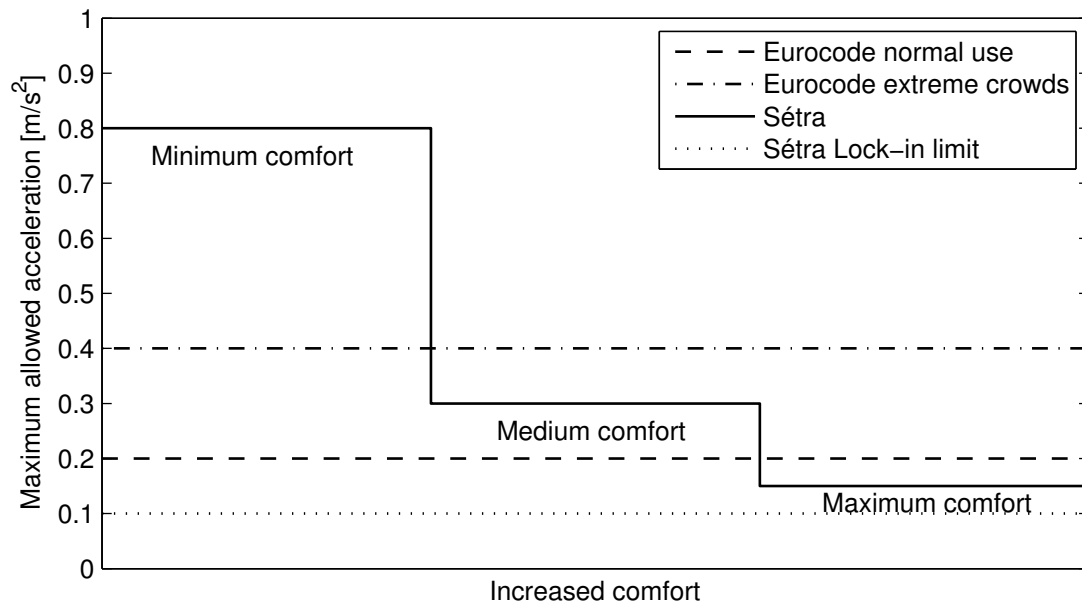 Maximum allowed acceleration [m/s²]
1
0.9
0.8
0.7
0.6
0.5
0.4
0.3
0.2
0.1
0
Eurocode normal use
Eurocode extreme crowds
Sétra
Sétra Lock−in limit
Minimum comfort
Medium comfort
Maximum comfort
Increased comfort